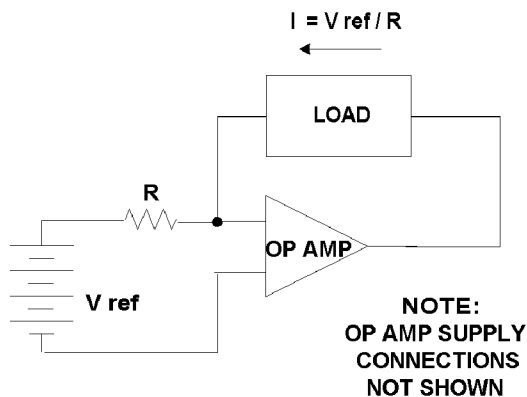 I = V ref / R
LOAD
R
OP AMP
V ref
NOTE:
OP AMP SUPPLY
CONNECTIONS
NOT SHOWN